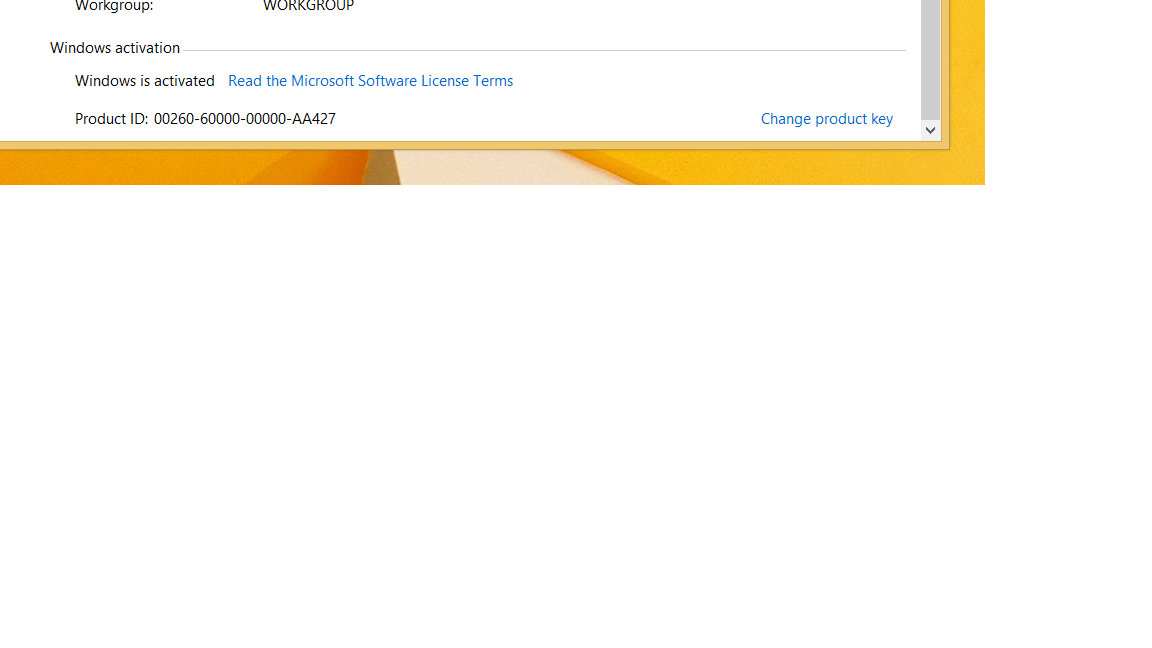 Workgroup: WORKGROUP
Windows activation
Windows is activated Read the Microsoft Software License Terms
Product ID: 00260-60000-00000-AA427 Change product key